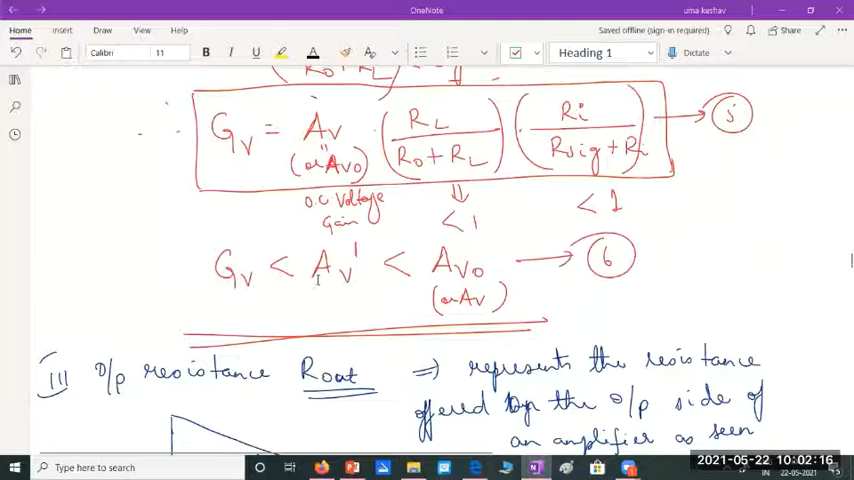 OneNote
uma keshav
Home Insert Draw View Help Saved offline (sign-in required) Share
Calibri 11 B I U A Heading 1 Dictate
∴ Gv = Av (RL / Ro + RL) (Ri / Rsig + Ri) → 5
(or Avo)
O.C Voltage Gain < 1 < 1
Gv < Av' < Avo → 6
(or Av)
III O/p resistance Rout ⇒ represents the resistance
offered by the O/p side of
an amplifier as seen
Type here to search
2021-05-22 10:02:16
IN 22-05-2021